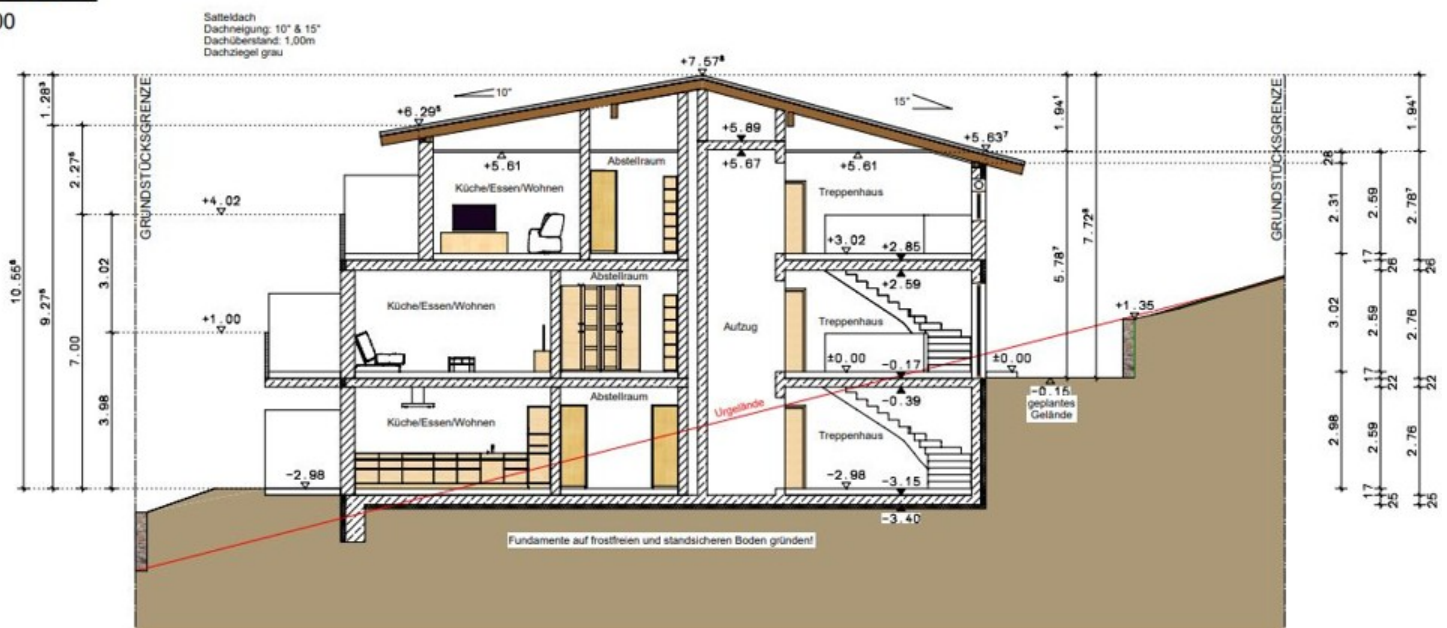 00
Satteldach
Dachneigung: 10° & 15°
Dachüberstand: 1,00m
Dachziegel grau
+7.57⁸
10°
15°
+6.29⁵
+5.63⁷
+5.89
+5.61
+5.67
+5.61
Abstellraum
Küche/Essen/Wohnen
Treppenhaus
+4.02
+3.02
+2.85
Abstellraum
+2.59
Küche/Essen/Wohnen
Aufzug
Treppenhaus
+1.00
+1.35
±0.00
-0.17
±0.00
-0.15
geplantes
Gelände
Abstellraum
-0.39
Urgelände
Küche/Essen/Wohnen
Treppenhaus
-2.98
-2.98
-3.15
-3.40
Fundamente auf frostfreien und standsicheren Boden gründen!
GRUNDSTÜCKSGRENZE
GRUNDSTÜCKSGRENZE
10.55⁸
1.28³
9.27⁵
2.27⁵
7.00
3.02
3.98
1.94¹
5.78⁷
7.72⁸
28
2.31
3.02
2.98
2.59
17
2.59
17
2.59
17
26
22
25
1.94¹
2.78⁷
2.76
2.76
26
22
25